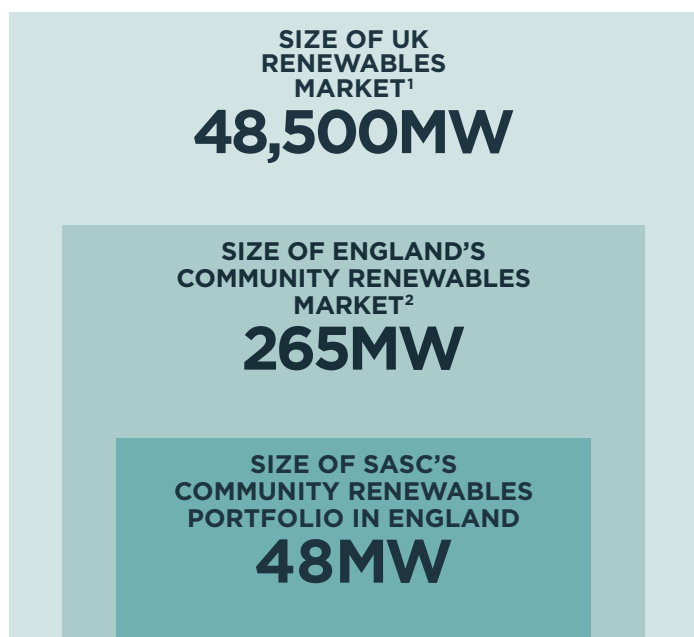 SIZE OF UK
RENEWABLES
MARKET¹
48,500MW
SIZE OF ENGLAND’S
COMMUNITY RENEWABLES
MARKET²
265MW
SIZE OF SASC’S
COMMUNITY RENEWABLES
PORTFOLIO IN ENGLAND
48MW